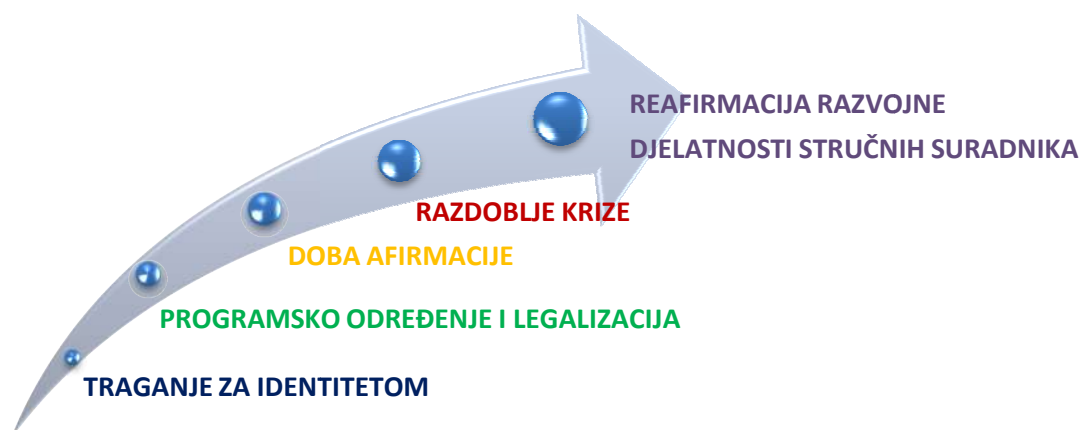 REAFIRMACIJA RAZVOJNE
DJELATNOSTI STRUČNIH SURADNIKA
RAZDOBLJE KRIZE
DOBA AFIRMACIJE
PROGRAMSKO ODREĐENJE I LEGALIZACIJA
TRAGANJE ZA IDENTITETOM